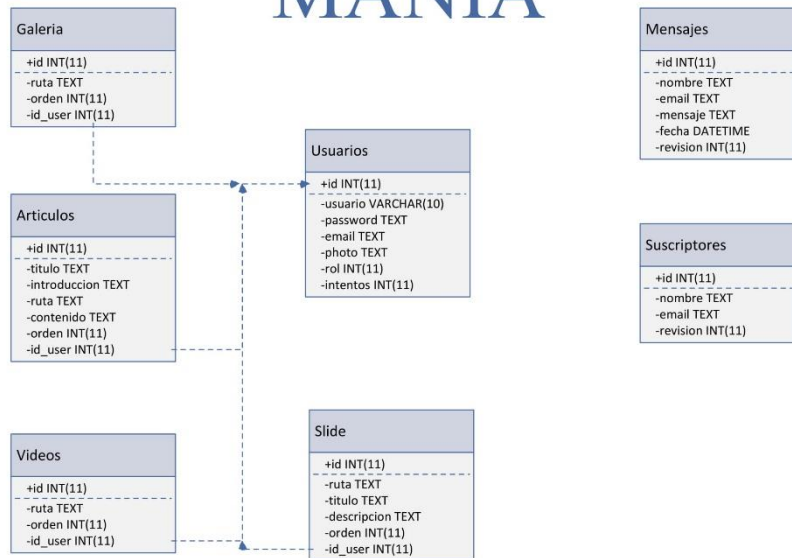 MANIA
Galeria
+id INT(11)
-ruta TEXT
-orden INT(11)
-id_user INT(11)
Articulos
+id INT(11)
-titulo TEXT
-introduccion TEXT
-ruta TEXT
-contenido TEXT
-orden INT(11)
-id_user INT(11)
Videos
+id INT(11)
-ruta TEXT
-orden INT(11)
-id_user INT(11)
Usuarios
+id INT(11)
-usuario VARCHAR(10)
-password TEXT
-email TEXT
-photo TEXT
-rol INT(11)
-intentos INT(11)
Slide
+id INT(11)
-ruta TEXT
-titulo TEXT
-descripcion TEXT
-orden INT(11)
-id_user INT(11)
Mensajes
+id INT(11)
-nombre TEXT
-email TEXT
-mensaje TEXT
-fecha DATETIME
-revision INT(11)
Suscriptores
+id INT(11)
-nombre TEXT
-email TEXT
-revision INT(11)